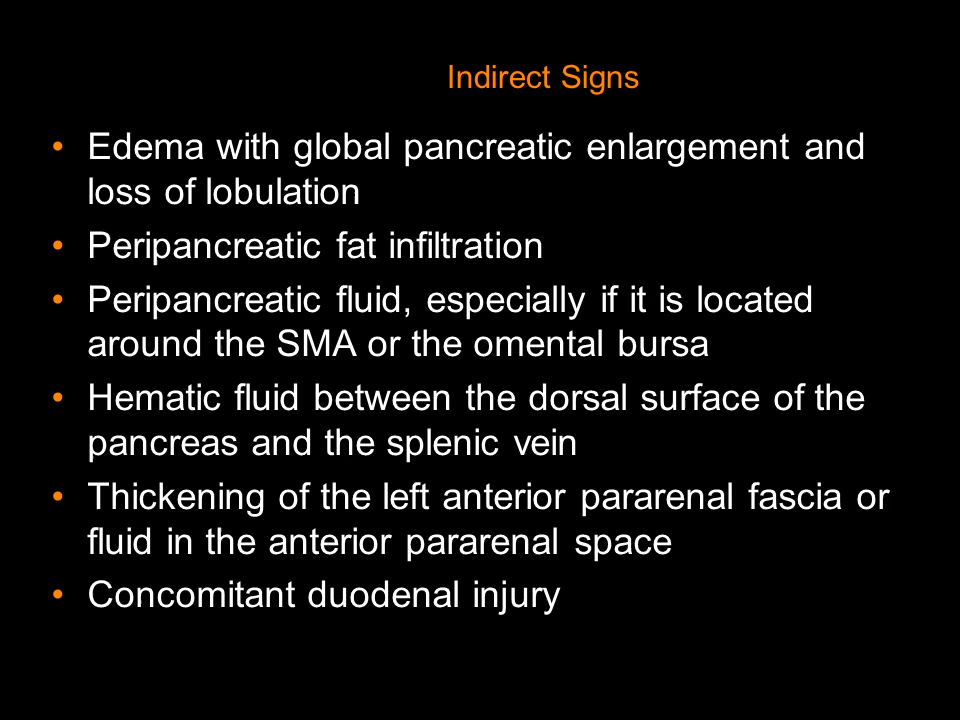 Indirect Signs
• Edema with global pancreatic enlargement and
loss of lobulation
• Peripancreatic fat infiltration
• Peripancreatic fluid, especially if it is located
around the SMA or the omental bursa
• Hematic fluid between the dorsal surface of the
pancreas and the splenic vein
• Thickening of the left anterior pararenal fascia or
fluid in the anterior pararenal space
• Concomitant duodenal injury